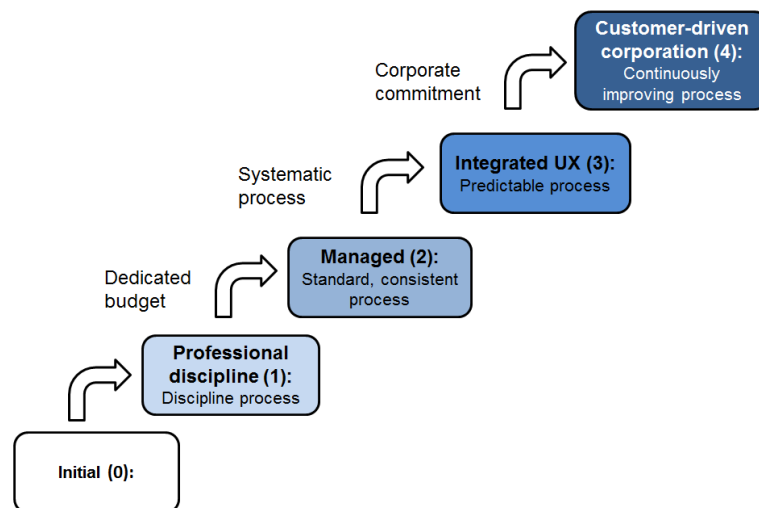 Customer-driven
corporation (4):
Continuously
improving process
Corporate
commitment
Integrated UX (3):
Predictable process
Systematic
process
Managed (2):
Standard, consistent
process
Dedicated
budget
Professional
discipline (1):
Discipline process
Initial (0):